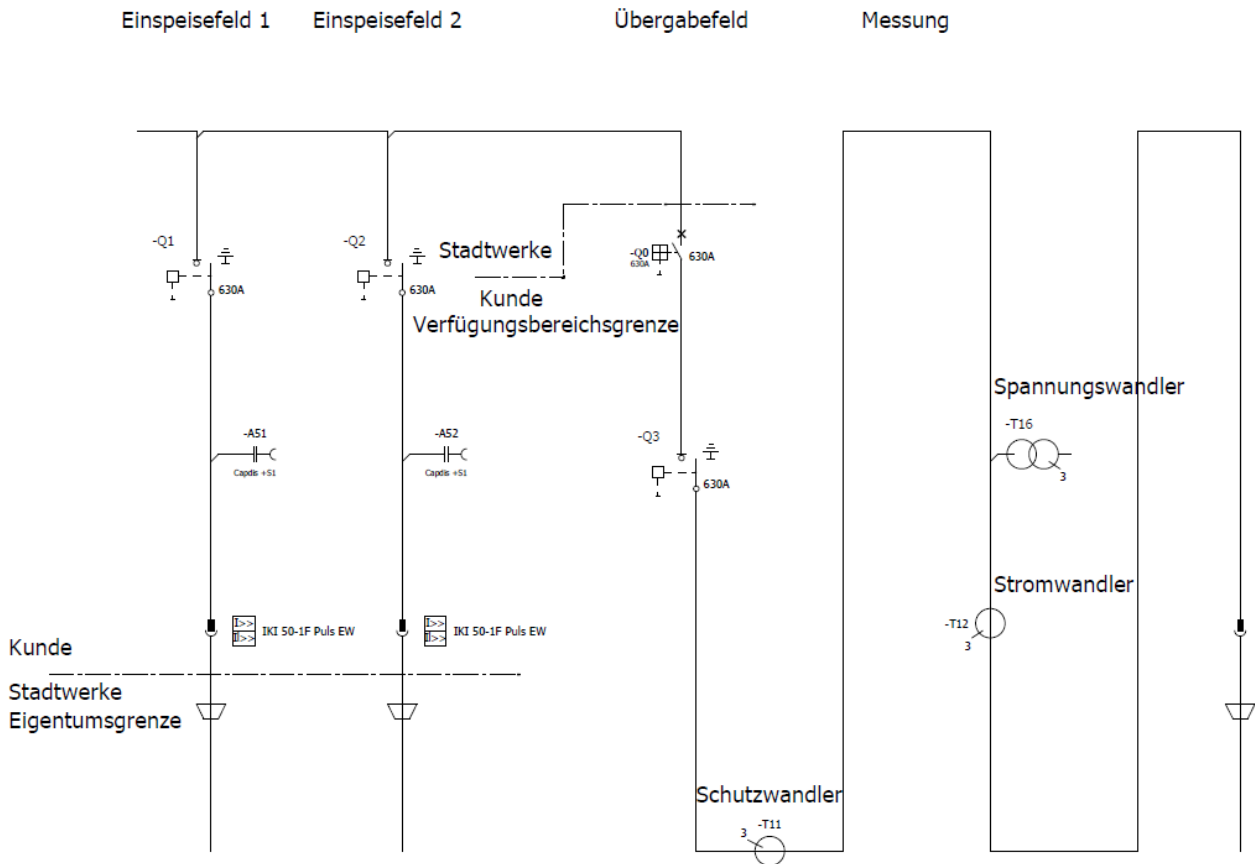 Einspeisefeld 1
Einspeisefeld 2
Übergabefeld
Messung
-Q1
630A
-Q2
630A
Stadtwerke
Kunde
Verfügungsbereichsgrenze
-Q0
630A
630A
-A51
Capdis +S1
-A52
Capdis +S1
-Q3
630A
Spannungswandler
-T16
3
Stromwandler
-T12
3
I>>
I>>
IKI 50-1F Puls EW
I>>
I>>
IKI 50-1F Puls EW
Kunde
Stadtwerke
Eigentumsgrenze
Schutzwandler
-T11
3